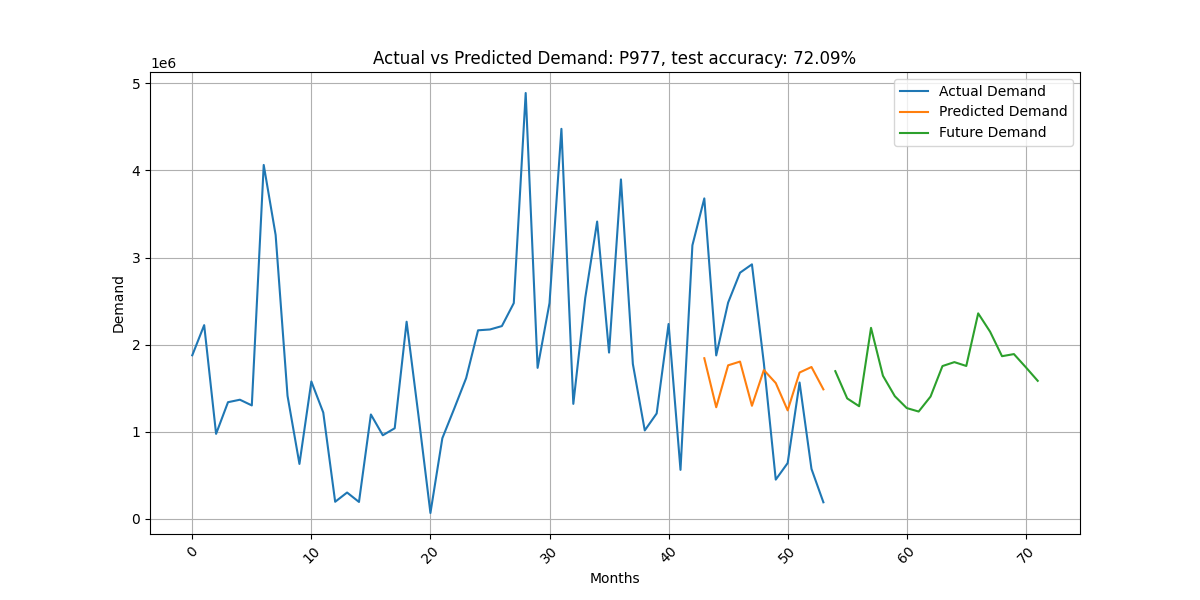 Actual vs Predicted Demand: P977, test accuracy: 72.09%
1e6
5
4
3
2
1
0
Demand
Actual Demand
Predicted Demand
Future Demand
0
10
20
30
40
50
60
70
Months